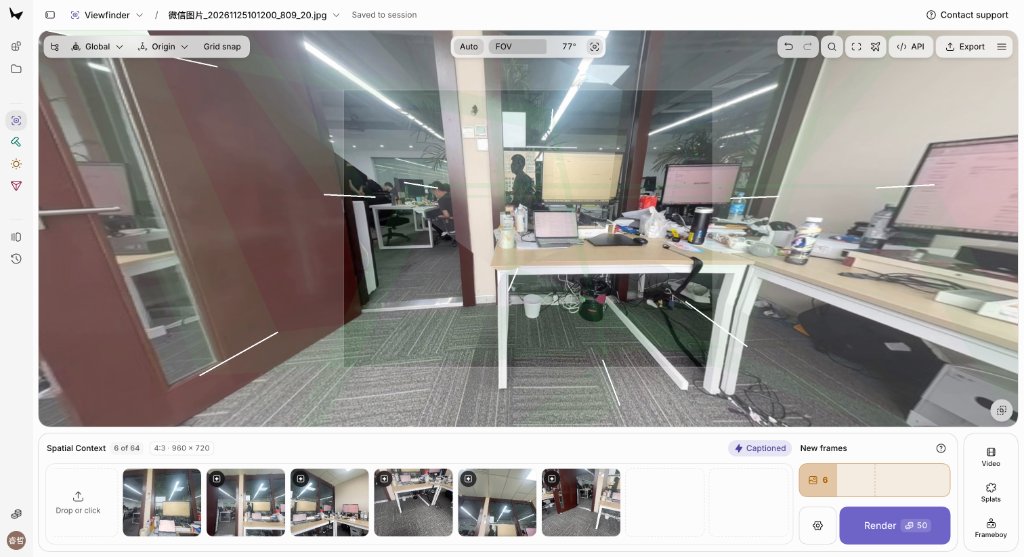 Viewfinder / 微信图片_20261125101200_809_20.jpg Saved to session
Contact support
Global Origin Grid snap
Auto FOV 77°
API Export
Spatial Context 6 of 64 4:3 · 960 × 720
Captioned New frames
Drop or click
6
Render 50
Video
Splats
Frameboy